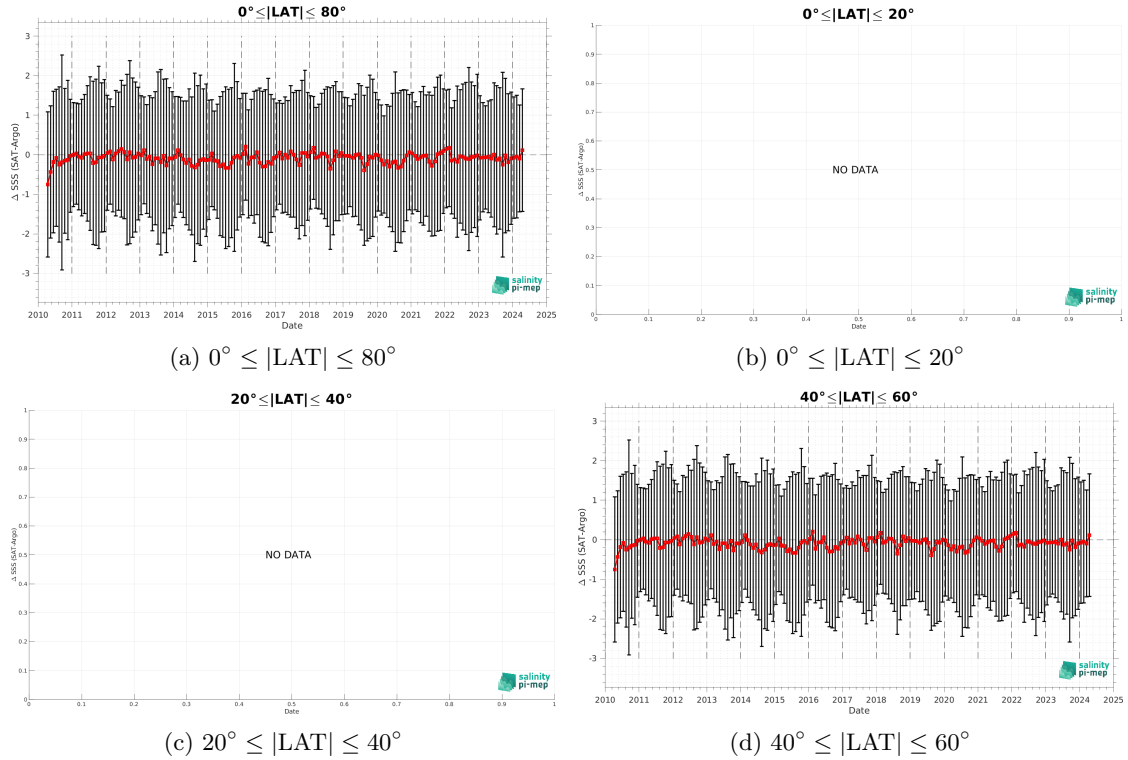 0°≤|LAT|≤ 80°
3
2
1
0
-1
-2
-3
Δ SSS (SAT-Argo)
2010 2011 2012 2013 2014 2015 2016 2017 2018 2019 2020 2021 2022 2023 2024 2025
Date
salinity
pi-mep
(a) 0° ≤ |LAT| ≤ 80°
0°≤|LAT|≤ 20°
1
0.9
0.8
0.7
0.6
0.5
0.4
0.3
0.2
0.1
0
Δ SSS (SAT-Argo)
NO DATA
0 0.1 0.2 0.3 0.4 0.5 0.6 0.7 0.8 0.9 1
Date
salinity
pi-mep
(b) 0° ≤ |LAT| ≤ 20°
20°≤|LAT|≤ 40°
1
0.9
0.8
0.7
0.6
0.5
0.4
0.3
0.2
0.1
0
Δ SSS (SAT-Argo)
NO DATA
0 0.1 0.2 0.3 0.4 0.5 0.6 0.7 0.8 0.9 1
Date
salinity
pi-mep
(c) 20° ≤ |LAT| ≤ 40°
40°≤|LAT|≤ 60°
3
2
1
0
-1
-2
-3
Δ SSS (SAT-Argo)
2010 2011 2012 2013 2014 2015 2016 2017 2018 2019 2020 2021 2022 2023 2024 2025
Date
salinity
pi-mep
(d) 40° ≤ |LAT| ≤ 60°